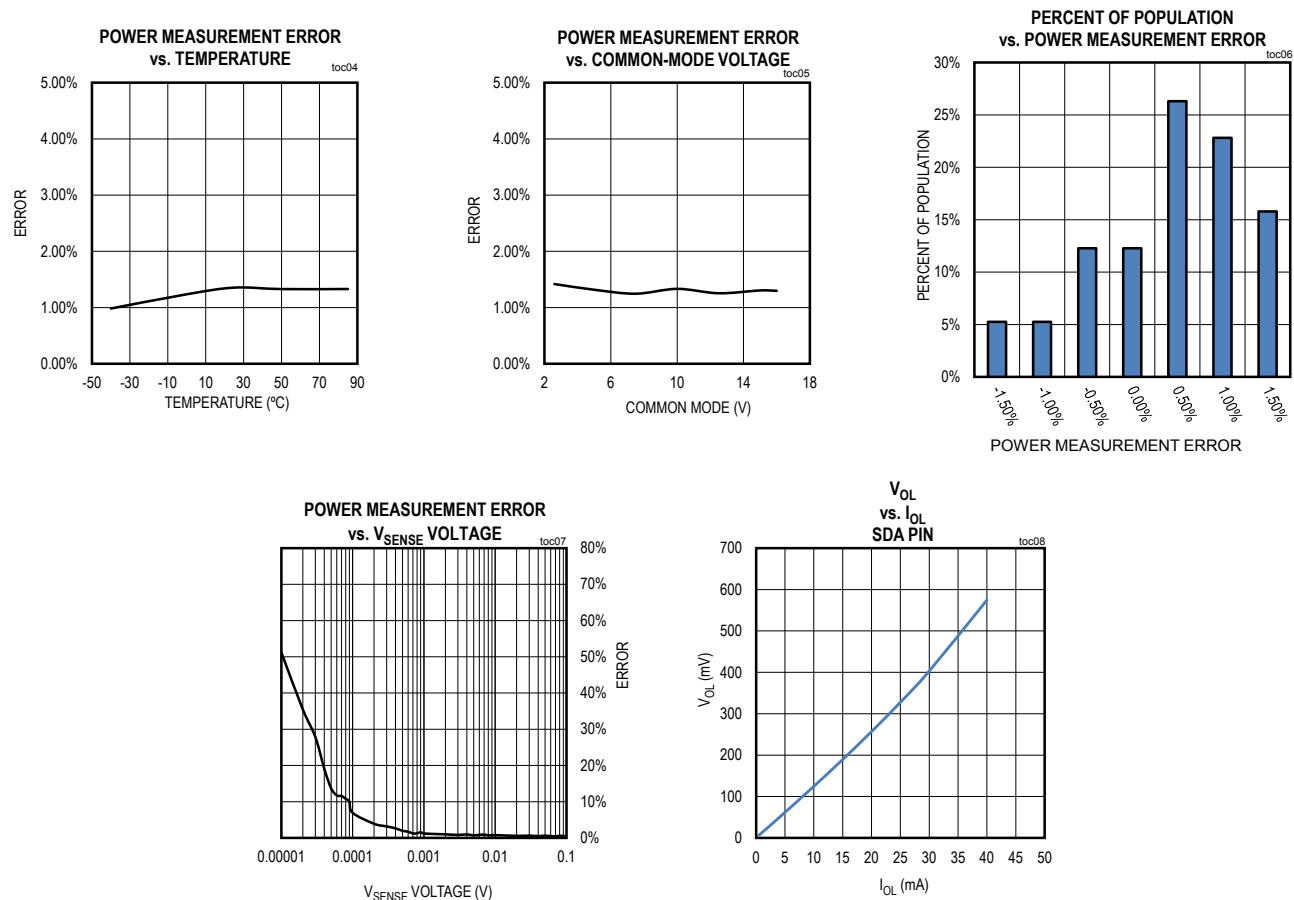 POWER MEASUREMENT ERROR
vs. TEMPERATURE
toc04
5.00%
4.00%
3.00%
2.00%
1.00%
0.00%
ERROR
-50 -30 -10 10 30 50 70 90
TEMPERATURE (ºC)
POWER MEASUREMENT ERROR
vs. COMMON-MODE VOLTAGE
toc05
5.00%
4.00%
3.00%
2.00%
1.00%
0.00%
ERROR
2 6 10 14 18
COMMON MODE (V)
PERCENT OF POPULATION
vs. POWER MEASUREMENT ERROR
toc06
30%
25%
20%
15%
10%
5%
0%
PERCENT OF POPULATION
-1.50% -1.00% -0.50% 0.00% 0.50% 1.00% 1.50%
POWER MEASUREMENT ERROR
POWER MEASUREMENT ERROR
vs. VSENSE VOLTAGE
toc07
80%
70%
60%
50%
40%
30%
20%
10%
0%
ERROR
0.00001 0.0001 0.001 0.01 0.1
VSENSE VOLTAGE (V)
VOL
vs. IOL
SDA PIN
toc08
700
600
500
400
300
200
100
0
VOL (mV)
0 5 10 15 20 25 30 35 40 45 50
IOL (mA)